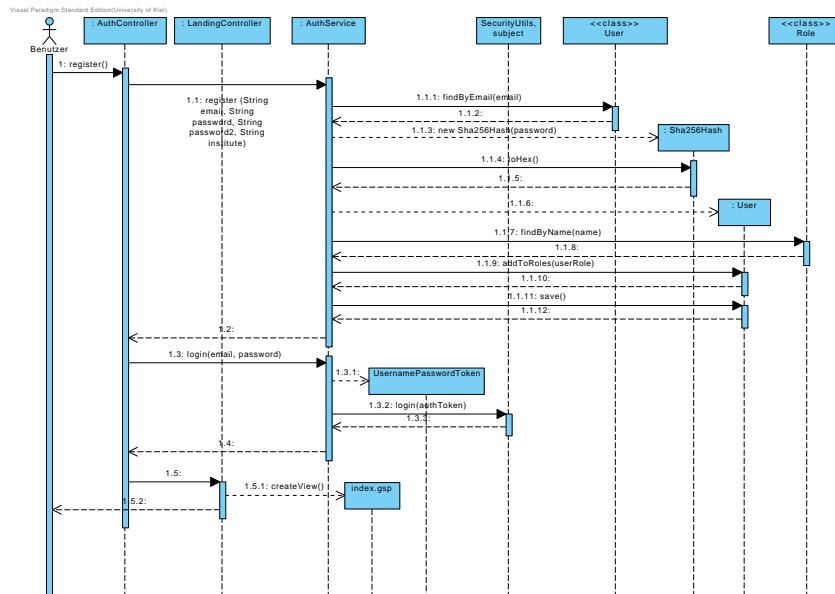 Visual Paradigm Standard Edition(University of Kiel)
Benutzer
: AuthController
: LandingController
: AuthService
SecurityUtils,
subject
<<class>>
User
<<class>>
Role
1: register()
1.1: register (String
email, String
password, String
password2, String
institute)
1.1.1: findByEmail(email)
1.1.2:
1.1.3: new Sha256Hash(password)
: Sha256Hash
1.1.4: toHex()
1.1.5:
1.1.6:
: User
1.1.7: findByName(name)
1.1.8:
1.1.9: addToRoles(userRole)
1.1.10:
1.1.11: save()
1.1.12:
1.2:
1.3: login(email, password)
1.3.1:
UsernamePasswordToken
1.3.2: login(authToken)
1.3.3:
1.4:
1.5:
1.5.1: createView()
index.gsp
1.5.2: